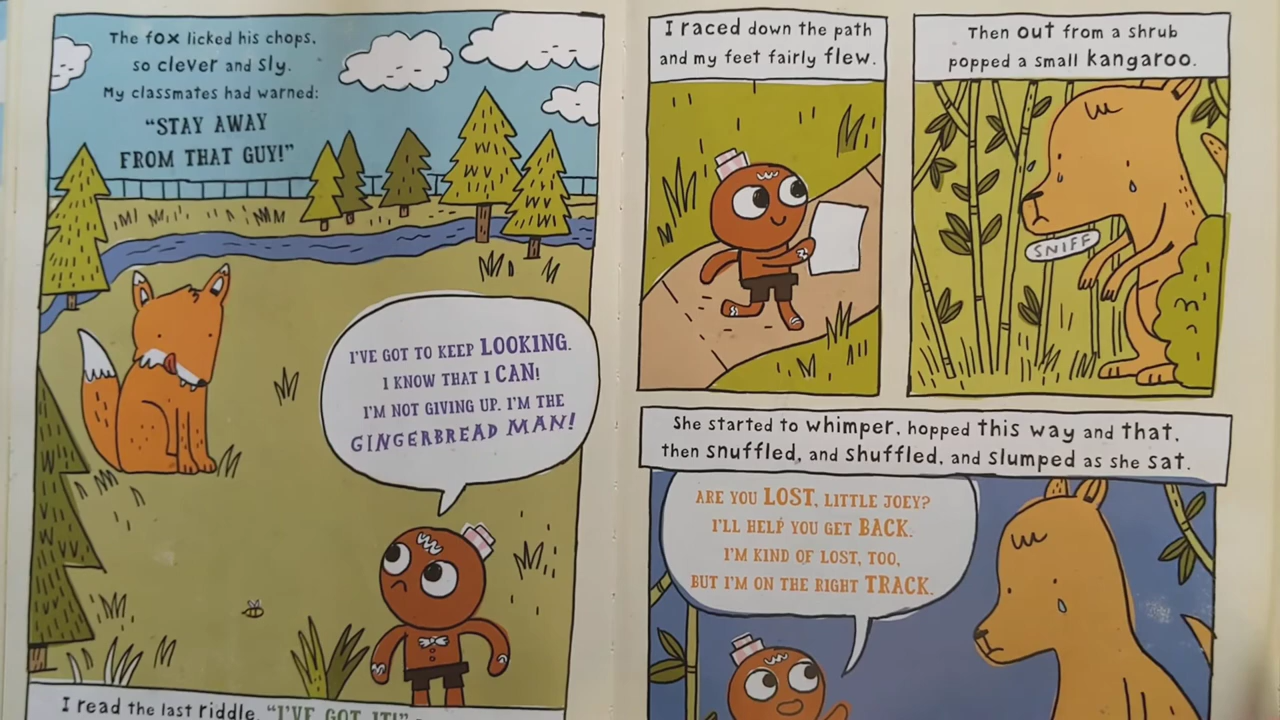 The fox licked his chops,
so clever and sly.
My classmates had warned:
"STAY AWAY
FROM THAT GUY!"
I'VE GOT TO KEEP LOOKING.
I KNOW THAT I CAN!
I'M NOT GIVING UP. I'M THE
GINGERBREAD MAN!
I read the last riddle. "I'VE GOT IT!"
I raced down the path
and my feet fairly flew.
Then out from a shrub
popped a small kangaroo.
SNIFF
She started to whimper, hopped this way and that,
then snuffled, and shuffled, and slumped as she sat.
ARE YOU LOST, LITTLE JOEY?
I'LL HELP YOU GET BACK.
I'M KIND OF LOST, TOO,
BUT I'M ON THE RIGHT TRACK.